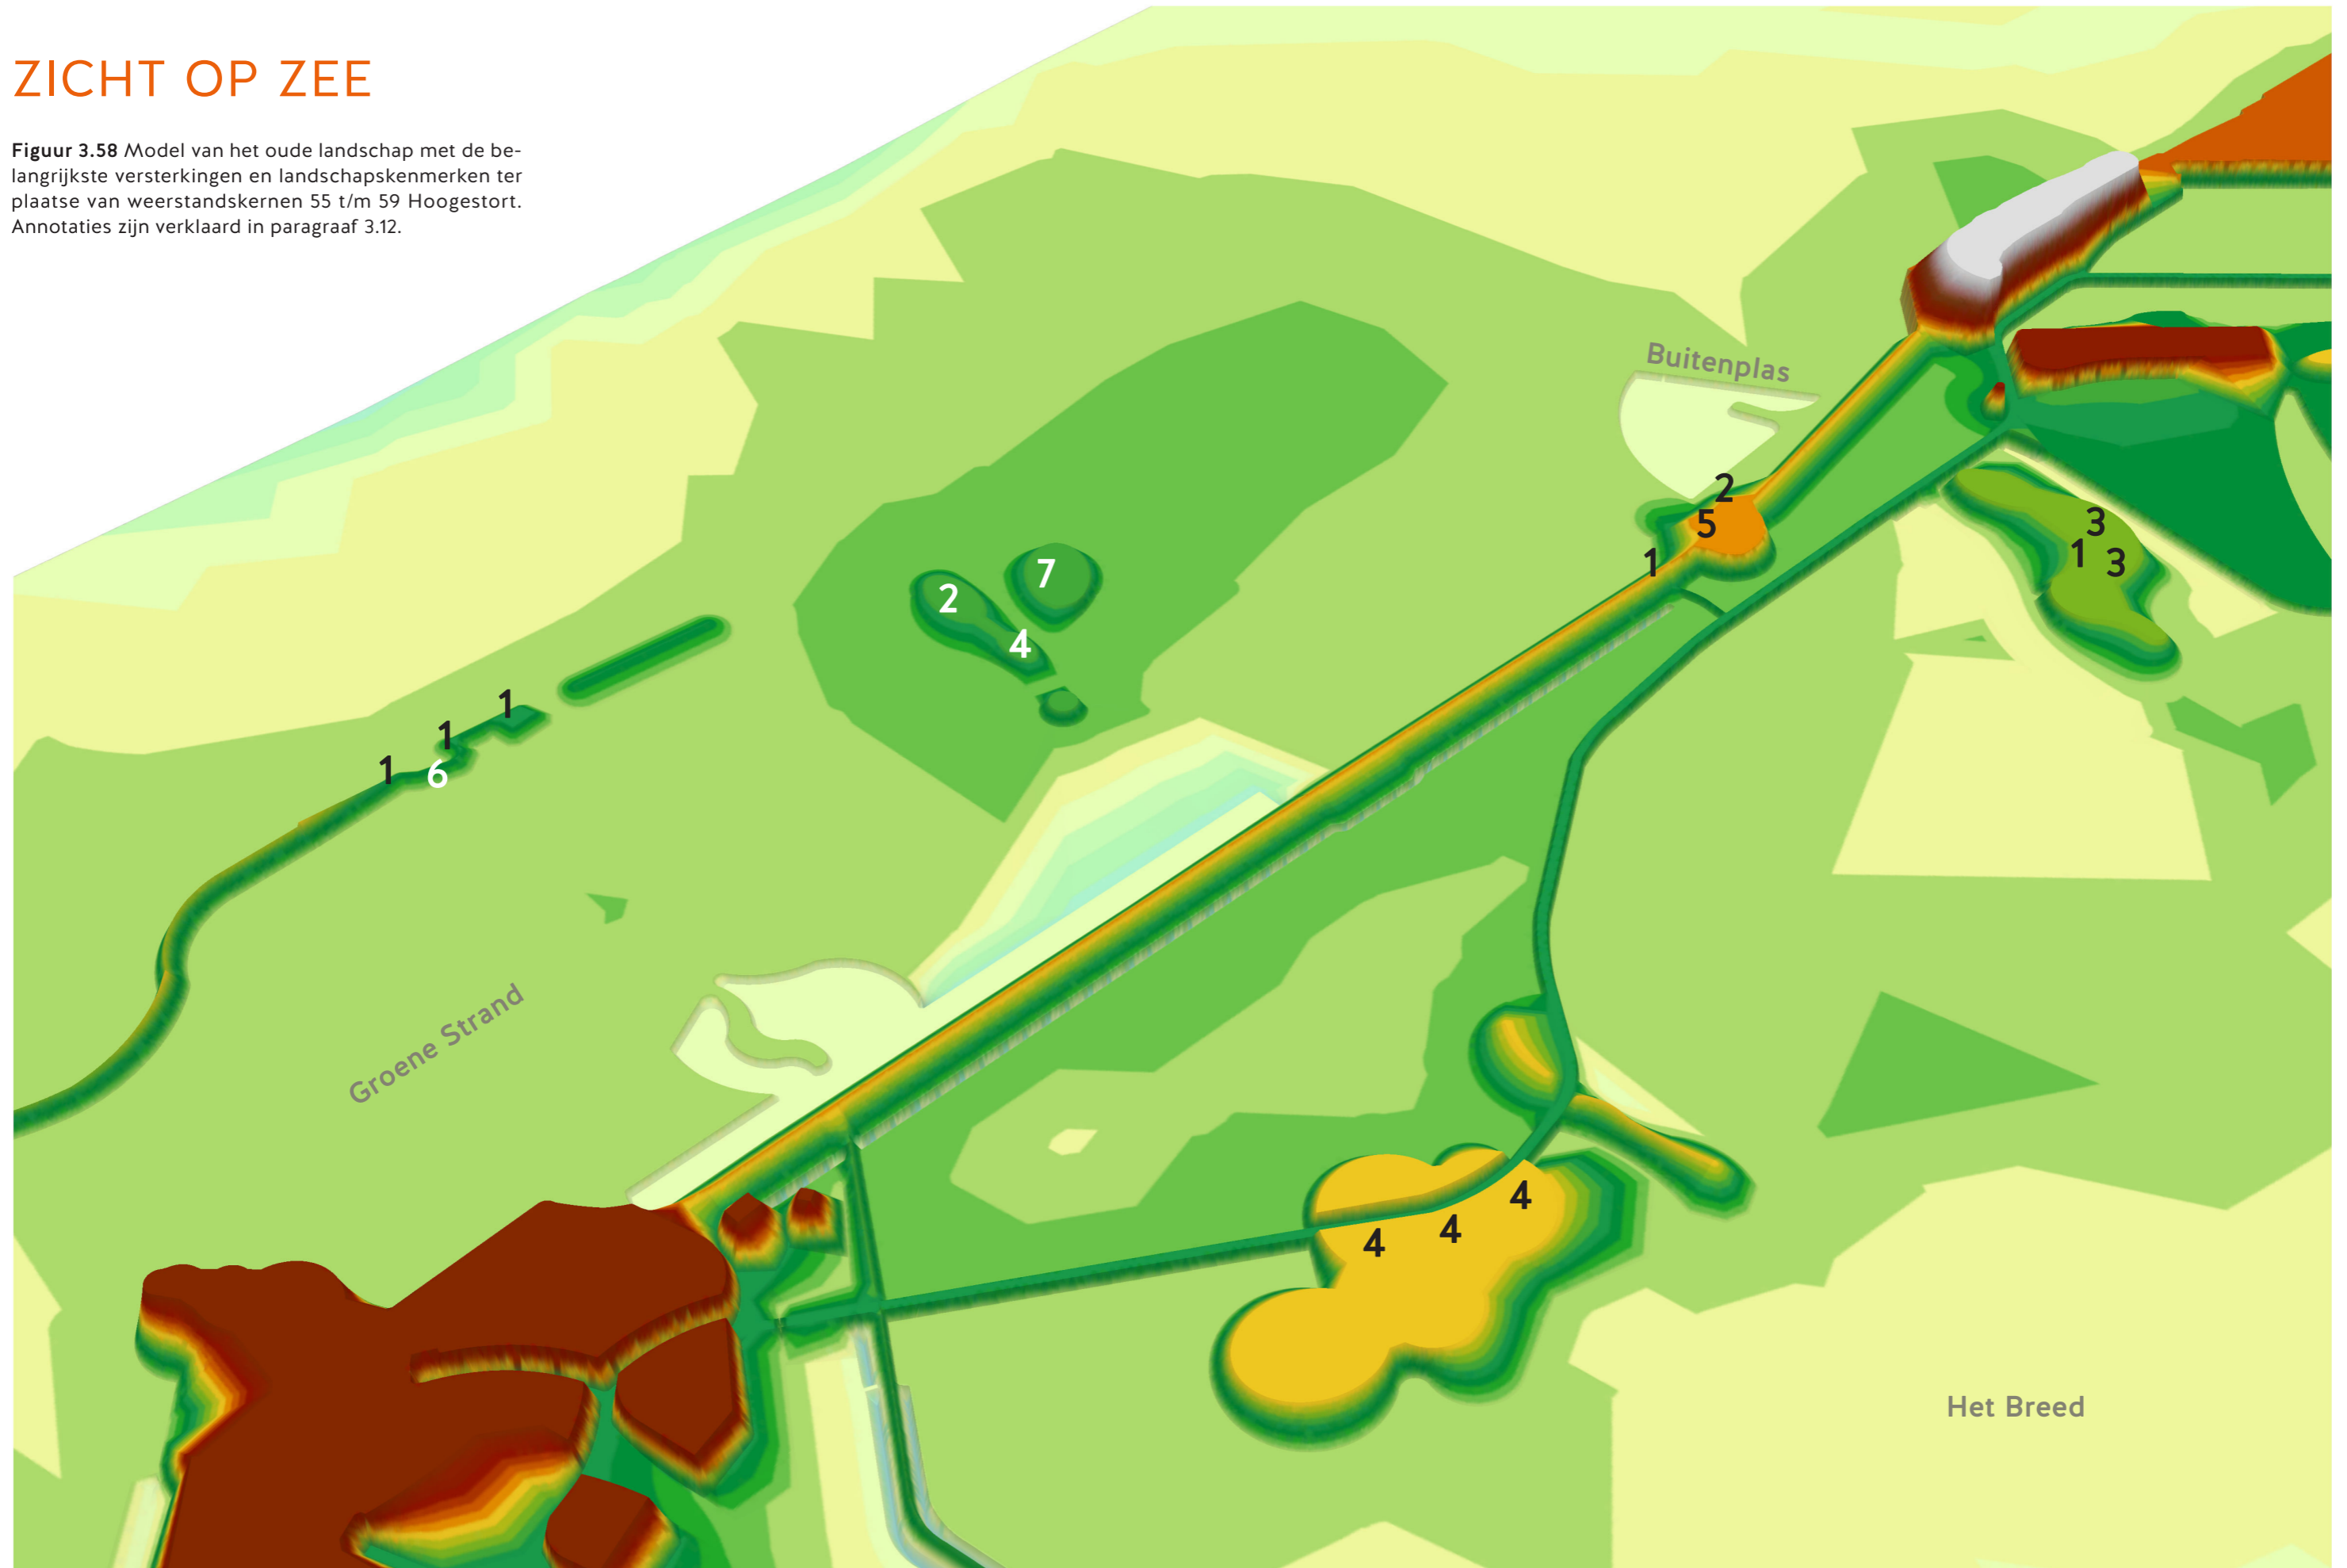 ZICHT OP ZEE
Figuur 3.58 Model van het oude landschap met de be-
langrijkste versterkingen en landschapskenmerken ter
plaatse van weerstandskernen 55 t/m 59 Hoogestort.
Annotaties zijn verklaard in paragraaf 3.12.
Buitenplas
2
5
1
3
1
3
7
2
4
1
1
1
6
Groene Strand
4
4
4
Het Breed